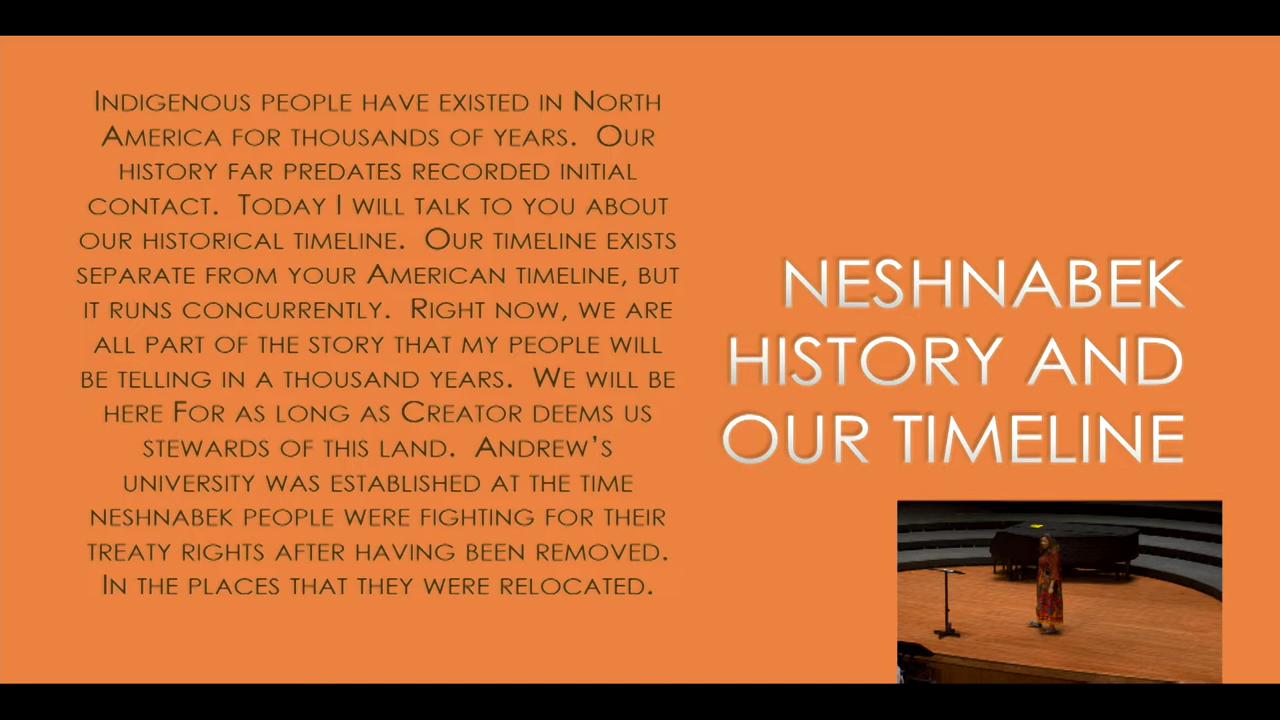 Indigenous people have existed in North
America for thousands of years.  Our
history far predates recorded initial
contact.  Today I will talk to you about
our historical timeline.  Our timeline exists
separate from your American timeline, but
it runs concurrently.  Right now, we are
all part of the story that my people will
be telling in a thousand years.  We will be
here For as long as Creator deems us
stewards of this land.  Andrew’s
university was established at the time
neshnabek people were fighting for their
treaty rights after having been removed.
In the places that they were relocated.
NESHNABEK
HISTORY AND
OUR TIMELINE